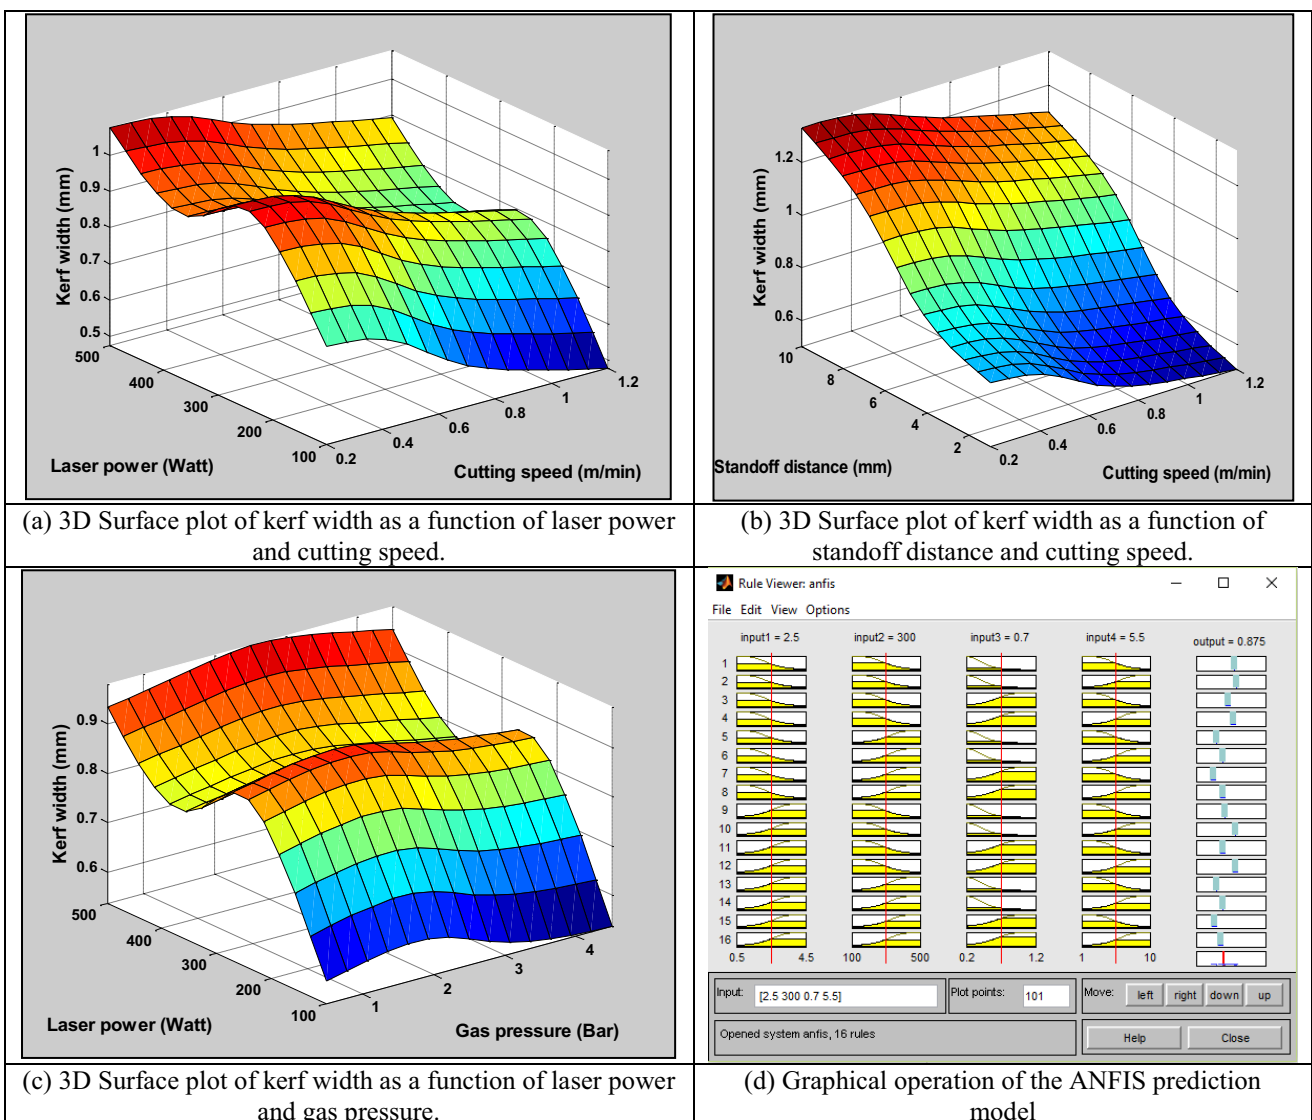 1
0.9
0.8
0.7
0.6
0.5
Kerf width (mm)
500
400
300
200
100
Laser power (Watt)
0.2
0.4
0.6
0.8
1
1.2
Cutting speed (m/min)
(a) 3D Surface plot of kerf width as a function of laser power
and cutting speed.
1.2
1
0.8
0.6
Kerf width (mm)
10
8
6
4
2
Standoff distance (mm)
0.2
0.4
0.6
0.8
1
1.2
Cutting speed (m/min)
(b) 3D Surface plot of kerf width as a function of
standoff distance and cutting speed.
0.9
0.8
0.7
0.6
Kerf width (mm)
500
400
300
200
100
Laser power (Watt)
1
2
3
4
Gas pressure (Bar)
(c) 3D Surface plot of kerf width as a function of laser power
and gas pressure.
Rule Viewer: anfis
File Edit View Options
input1 = 2.5 input2 = 300 input3 = 0.7 input4 = 5.5 output = 0.875
1
2
3
4
5
6
7
8
9
10
11
12
13
14
15
16
0.5 4.5 100 500 0.2 1.2 1 10
Input: [2.5 300 0.7 5.5] Plot points: 101 Move: left right down up
Opened system anfis, 16 rules Help Close
(d) Graphical operation of the ANFIS prediction
model